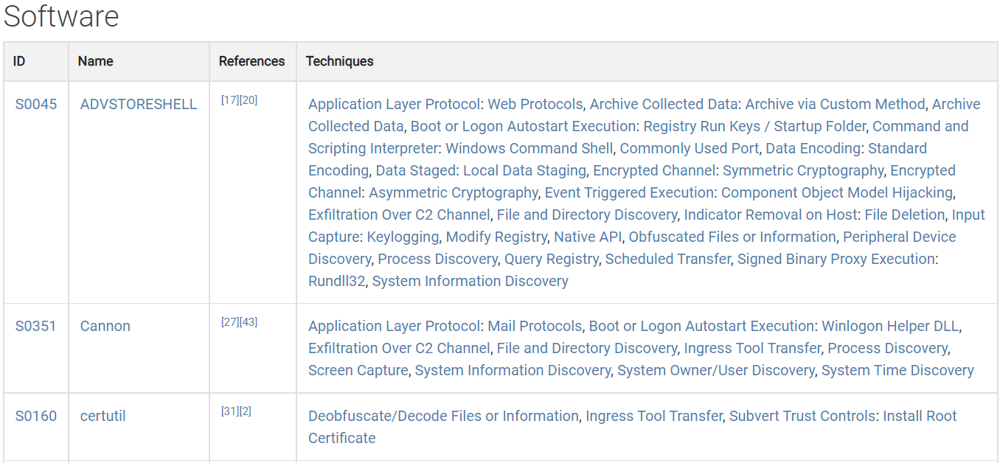 Software
ID Name References Techniques
S0045 ADVSTORESHELL [17][20] Application Layer Protocol: Web Protocols, Archive Collected Data: Archive via Custom Method, Archive
Collected Data, Boot or Logon Autostart Execution: Registry Run Keys / Startup Folder, Command and
Scripting Interpreter: Windows Command Shell, Commonly Used Port, Data Encoding: Standard
Encoding, Data Staged: Local Data Staging, Encrypted Channel: Symmetric Cryptography, Encrypted
Channel: Asymmetric Cryptography, Event Triggered Execution: Component Object Model Hijacking,
Exfiltration Over C2 Channel, File and Directory Discovery, Indicator Removal on Host: File Deletion, Input
Capture: Keylogging, Modify Registry, Native API, Obfuscated Files or Information, Peripheral Device
Discovery, Process Discovery, Query Registry, Scheduled Transfer, Signed Binary Proxy Execution:
Rundll32, System Information Discovery
S0351 Cannon [27][43] Application Layer Protocol: Mail Protocols, Boot or Logon Autostart Execution: Winlogon Helper DLL,
Exfiltration Over C2 Channel, File and Directory Discovery, Ingress Tool Transfer, Process Discovery,
Screen Capture, System Information Discovery, System Owner/User Discovery, System Time Discovery
S0160 certutil [31][2] Deobfuscate/Decode Files or Information, Ingress Tool Transfer, Subvert Trust Controls: Install Root
Certificate